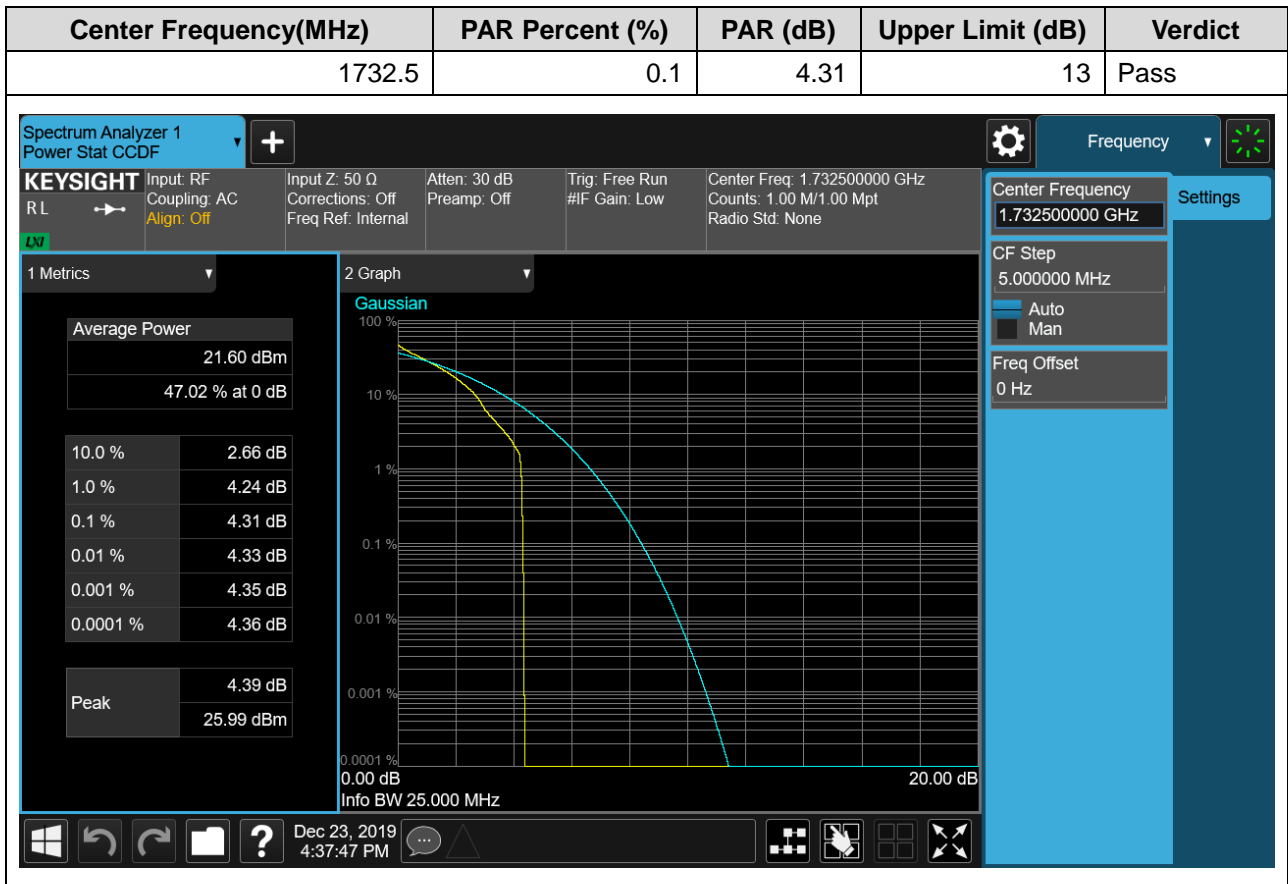 Center Frequency(MHz) PAR Percent (%) PAR (dB) Upper Limit (dB) Verdict
1732.5 0.1 4.31 13 Pass
Spectrum Analyzer 1
Power Stat CCDF
+
Frequency
KEYSIGHT
R L
LXI
Input: RF
Coupling: AC
Align: Off
Input Z: 50 Ω
Corrections: Off
Freq Ref: Internal
Atten: 30 dB
Preamp: Off
Trig: Free Run
#IF Gain: Low
Center Freq: 1.732500000 GHz
Counts: 1.00 M/1.00 Mpt
Radio Std: None
Center Frequency
1.732500000 GHz
Settings
CF Step
5.000000 MHz
Auto
Man
Freq Offset
0 Hz
1 Metrics
Average Power
21.60 dBm
47.02 % at 0 dB
10.0 % 2.66 dB
1.0 % 4.24 dB
0.1 % 4.31 dB
0.01 % 4.33 dB
0.001 % 4.35 dB
0.0001 % 4.36 dB
Peak
4.39 dB
25.99 dBm
2 Graph
Gaussian
100 %
10 %
1 %
0.1 %
0.01 %
0.001 %
0.0001 %
0.00 dB 20.00 dB
Info BW 25.000 MHz
?
Dec 23, 2019
4:37:47 PM